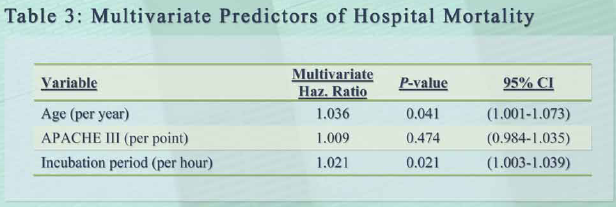 Table 3: Multivariate Predictors of Hospital Mortality
Variable Multivariate Haz. Ratio P-value 95% CI
Age (per year) 1.036 0.041 (1.001-1.073)
APACHE III (per point) 1.009 0.474 (0.984-1.035)
Incubation period (per hour) 1.021 0.021 (1.003-1.039)